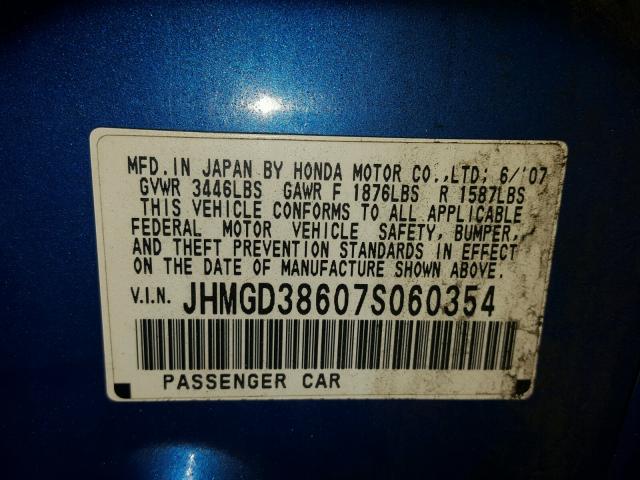 MFD.IN JAPAN BY HONDA MOTOR CO.,LTD; 6/'07
GVWR 3446LBS GAWR F 1876LBS R 1587LBS
THIS VEHICLE CONFORMS TO ALL APPLICABLE
FEDERAL MOTOR VEHICLE SAFETY, BUMPER,
AND THEFT PREVENTION STANDARDS IN EFFECT
ON THE DATE OF MANUFACTURE SHOWN ABOVE.
V.I.N. JHMGD38607S060354
PASSENGER CAR